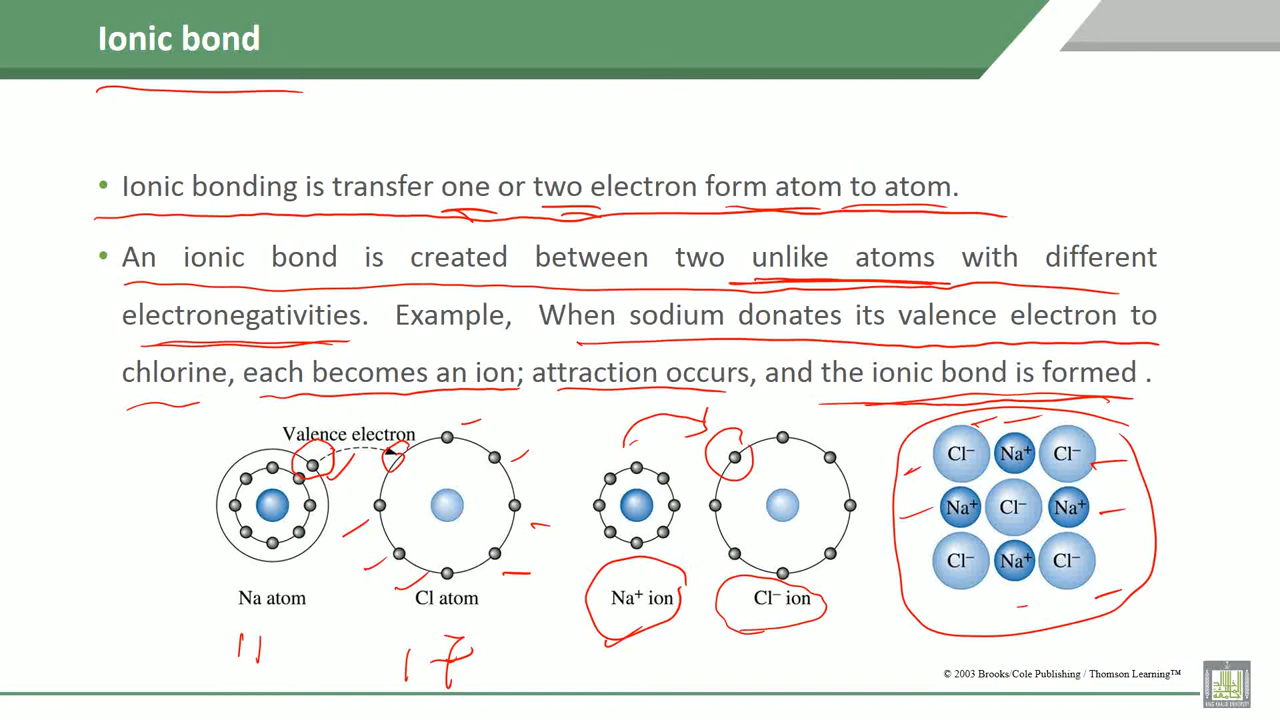 Ionic bond
• Ionic bonding is transfer one or two electron form atom to atom.
• An ionic bond is created between two unlike atoms with different
electronegativities. Example, When sodium donates its valence electron to
chlorine, each becomes an ion; attraction occurs, and the ionic bond is formed .
Valence electron
Cl⁻ Na⁺ Cl⁻
Na⁺ Cl⁻ Na⁺
Cl⁻ Na⁺ Cl⁻
Na atom Cl atom Na⁺ ion Cl⁻ ion
11 17
© 2003 Brooks/Cole Publishing / Thomson Learning™